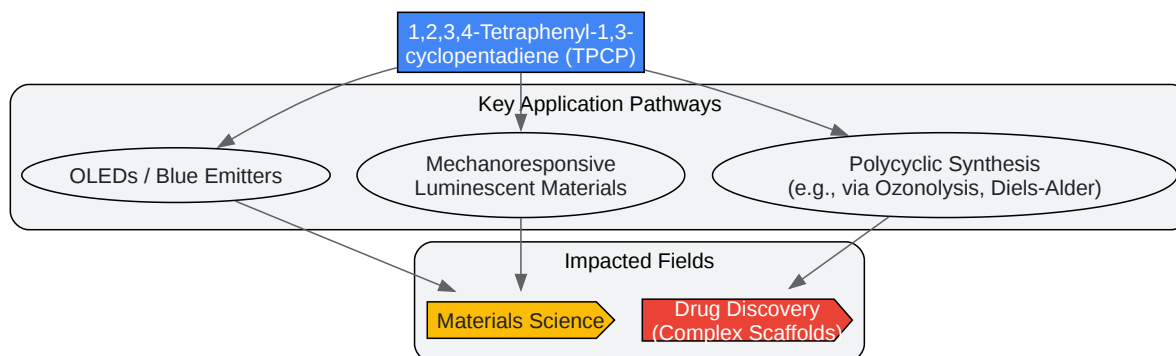 1,2,3,4-Tetraphenyl-1,3-
cyclopentadiene (TPCP)
Key Application Pathways
OLEDs / Blue Emitters
Mechanoresponsive
Luminescent Materials
Polycyclic Synthesis
(e.g., via Ozonolysis, Diels-Alder)
Impacted Fields
Materials Science
Drug Discovery
(Complex Scaffolds)